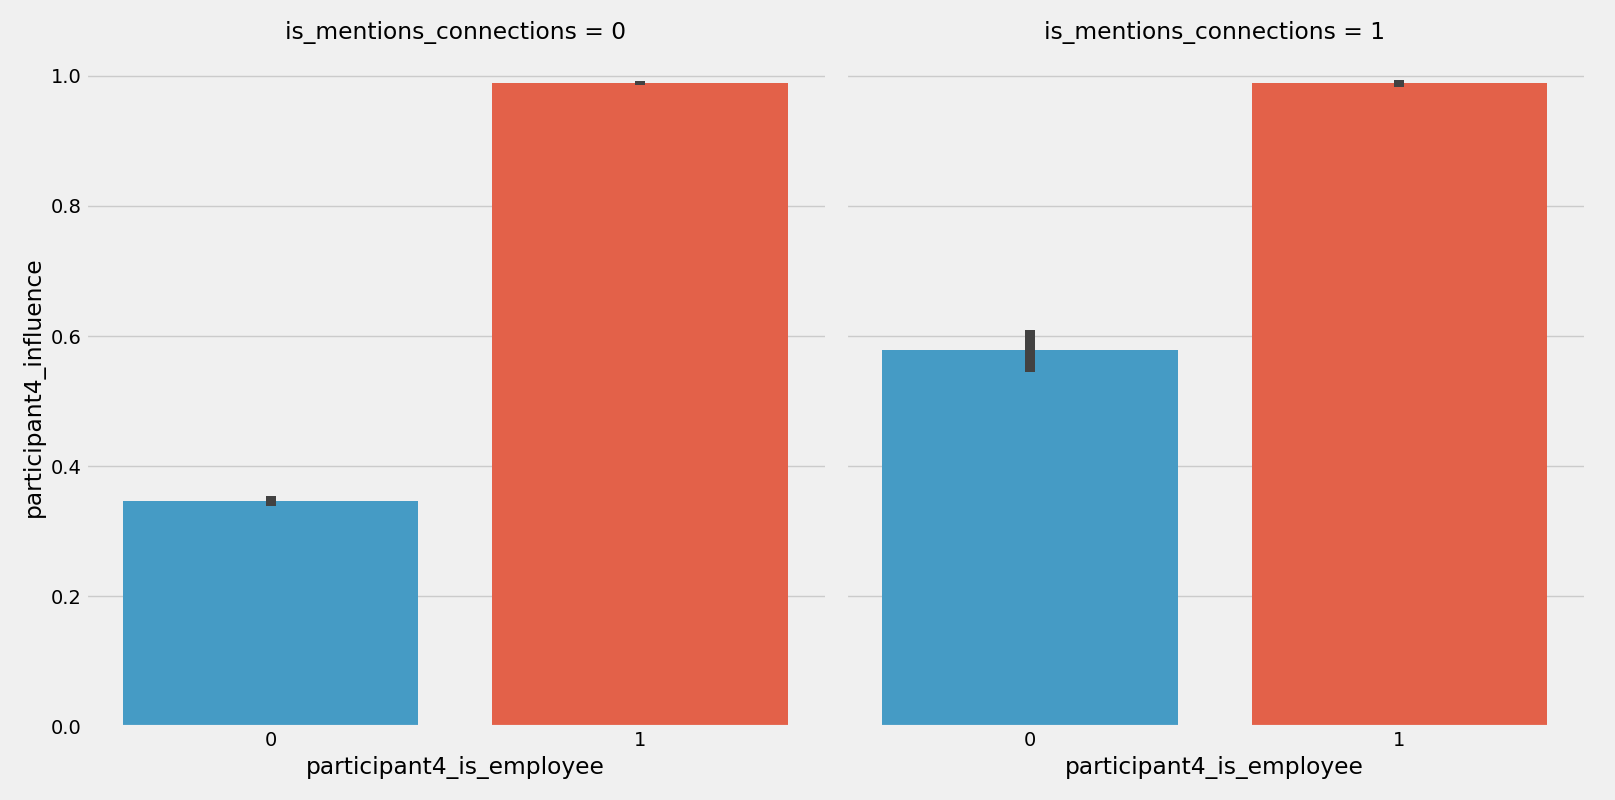 is_mentions_connections = 0
is_mentions_connections = 1
participant4_influence
1.0
0.8
0.6
0.4
0.2
0.0
0 1
0 1
participant4_is_employee
participant4_is_employee